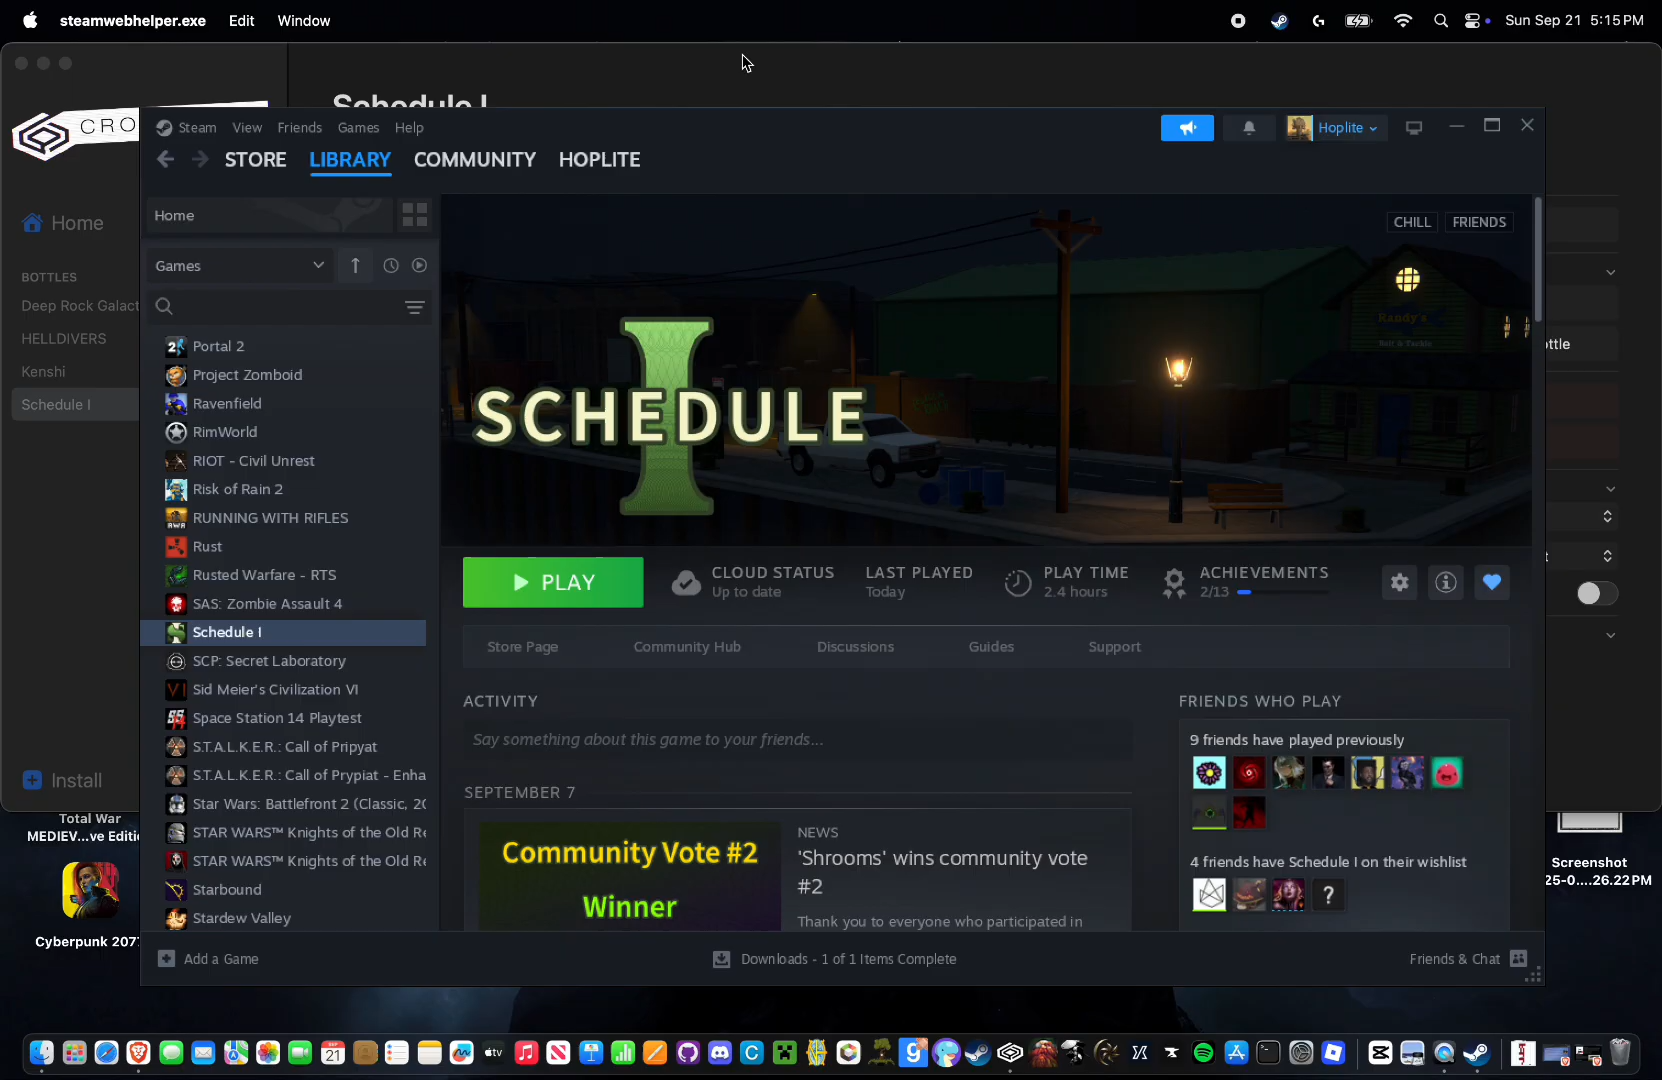 steamwebhelper.exe Edit Window
Sun Sep 21 5:15 PM
Schedule I
CRO
Home
BOTTLES
Deep Rock Galact
HELLDIVERS
Kenshi
Schedule I
Install
Steam View Friends Games Help
Hoplite
STORE LIBRARY COMMUNITY HOPLITE
Home
Games
Portal 2
Project Zomboid
Ravenfield
RimWorld
RIOT - Civil Unrest
Risk of Rain 2
RUNNING WITH RIFLES
Rust
Rusted Warfare - RTS
SAS: Zombie Assault 4
Schedule I
SCP: Secret Laboratory
Sid Meier's Civilization VI
Space Station 14 Playtest
S.T.A.L.K.E.R.: Call of Pripyat
S.T.A.L.K.E.R.: Call of Prypiat - Enha
Star Wars: Battlefront 2 (Classic, 20
STAR WARS™ Knights of the Old Re
STAR WARS™ Knights of the Old Re
Starbound
Stardew Valley
CHILL FRIENDS
Randy's
Bait & Tackle
SCHEDULE I
PLAY
CLOUD STATUS
Up to date
LAST PLAYED
Today
PLAY TIME
2.4 hours
ACHIEVEMENTS
2/13
Store Page Community Hub Discussions Guides Support
ACTIVITY
Say something about this game to your friends...
SEPTEMBER 7
Community Vote #2
Winner
NEWS
'Shrooms' wins community vote
#2
Thank you to everyone who participated in
FRIENDS WHO PLAY
9 friends have played previously
4 friends have Schedule I on their wishlist
?
Add a Game
Downloads - 1 of 1 Items Complete
Friends & Chat
ttle
t
Total War
MEDIEV...ve Editi
Cyberpunk 207
Screenshot
25-0....26.22 PM
SEP
21
tv